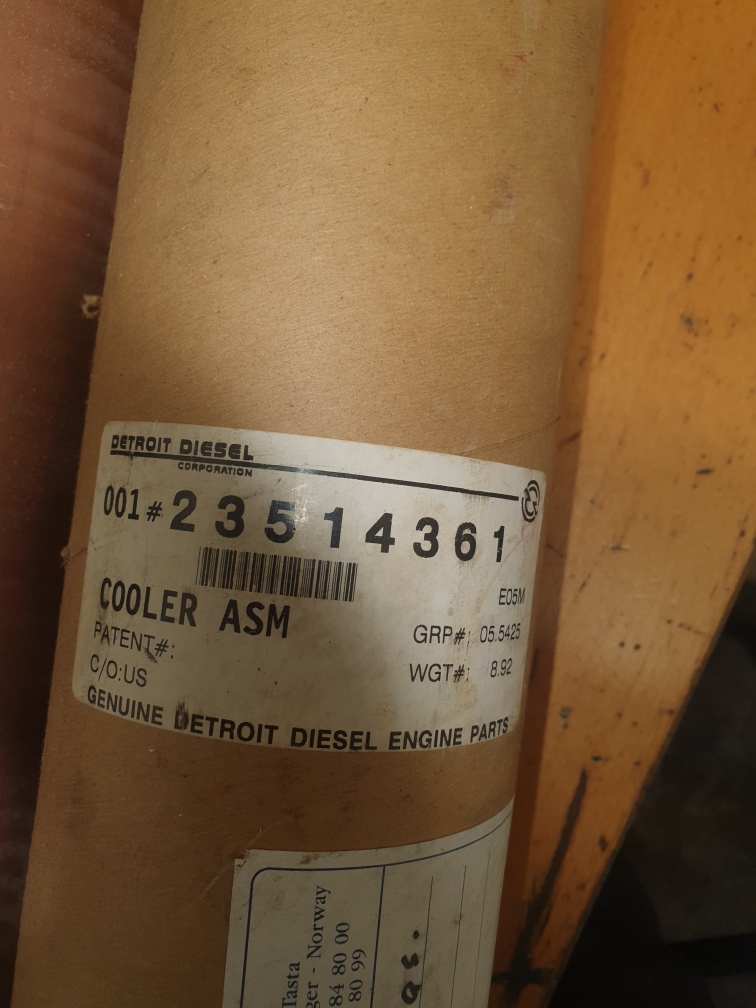 DETROIT DIESEL
CORPORATION
001# 23514361
E05M
COOLER ASM
GRP#: 05.5425
PATENT#:
WGT#: 8.92
C/O:US
GENUINE DETROIT DIESEL ENGINE PARTS
Tasta
ger - Norway
84 80 00
80 99